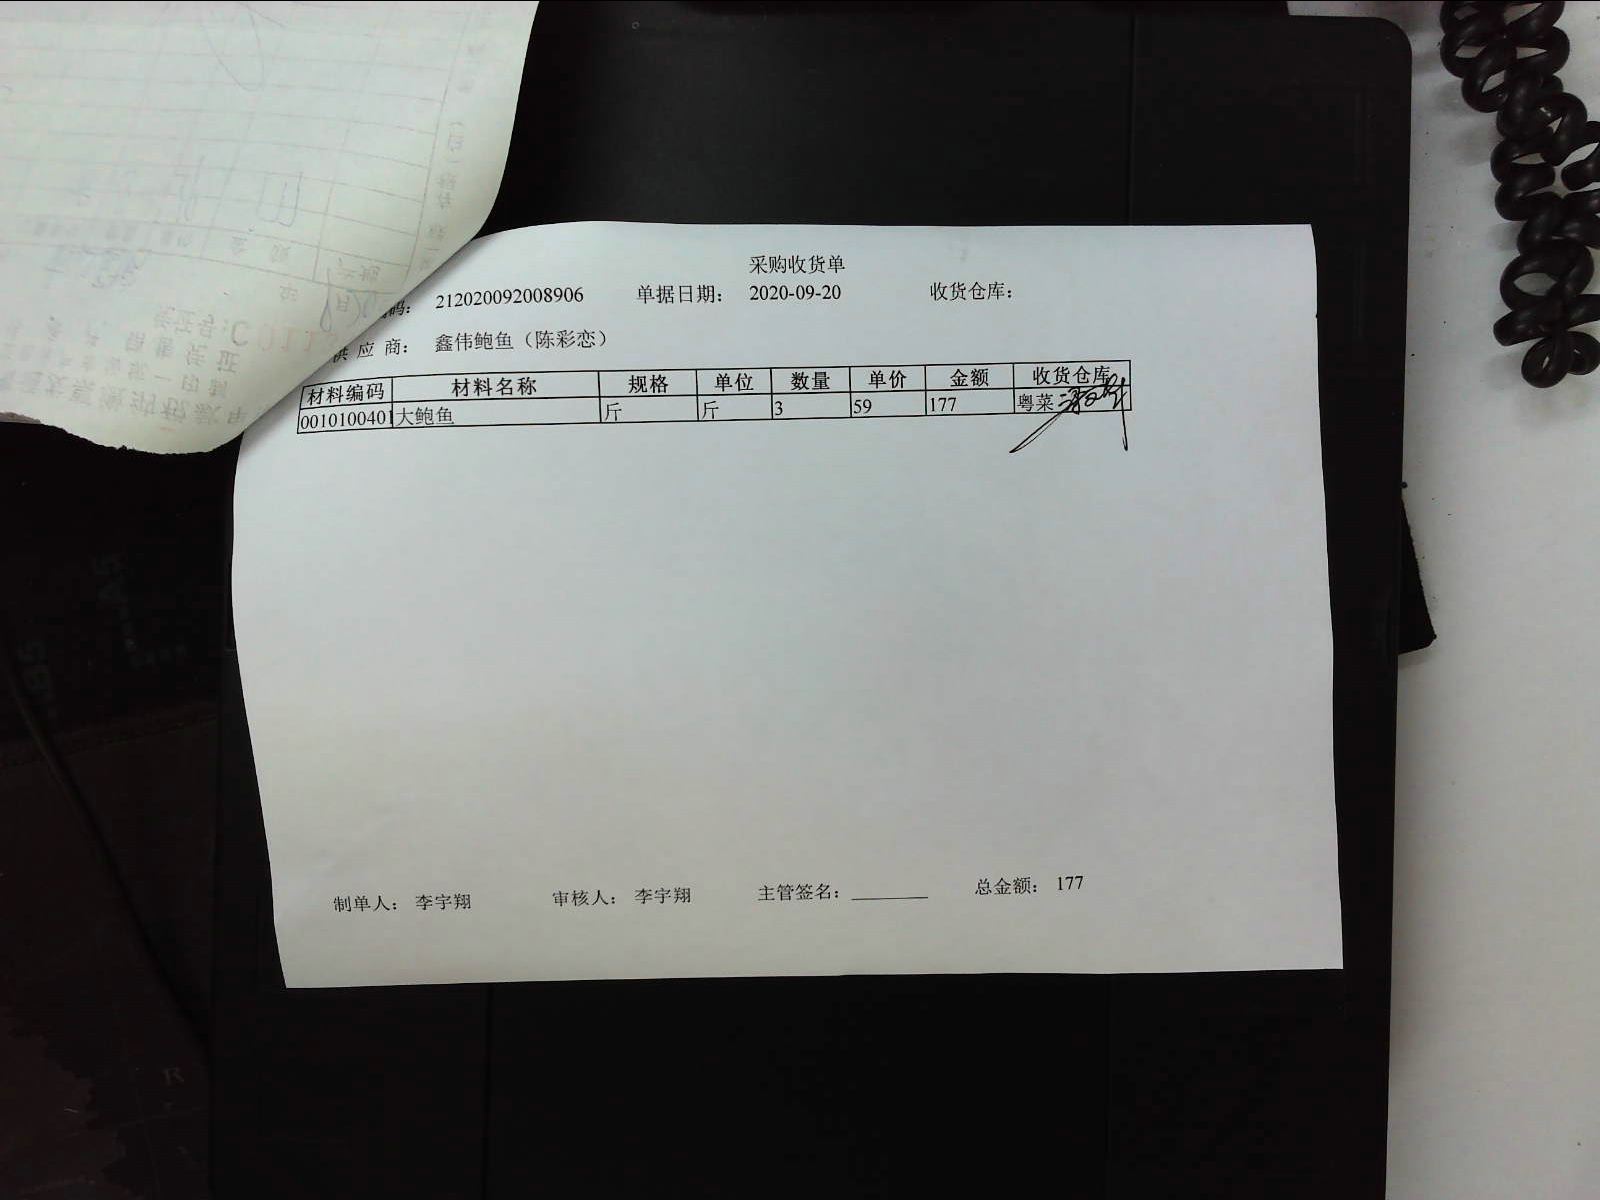 采购收货单
码： 212020092008906 单据日期： 2020-09-20 收货仓库：
供 应 商： 鑫伟鲍鱼（陈彩恋）
材料编码 材料名称 规格 单位 数量 单价 金额 收货仓库
0010100401 大鲍鱼 斤 斤 3 59 177 粤菜
制单人： 李宇翔 审核人： 李宇翔 主管签名： 总金额： 177